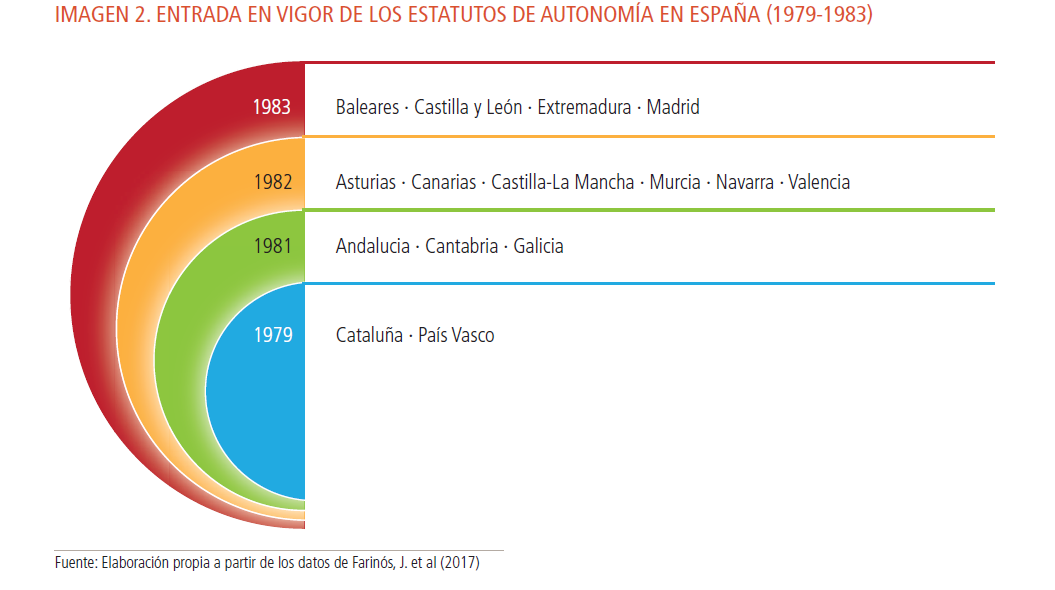 IMAGEN 2. ENTRADA EN VIGOR DE LOS ESTATUTOS DE AUTONOMÍA EN ESPAÑA (1979-1983)
1983 Baleares · Castilla y León · Extremadura · Madrid
1982 Asturias · Canarias · Castilla-La Mancha · Murcia · Navarra · Valencia
1981 Andalucia · Cantabria · Galicia
1979 Cataluña · País Vasco
Fuente: Elaboración propia a partir de los datos de Farinós, J. et al (2017)